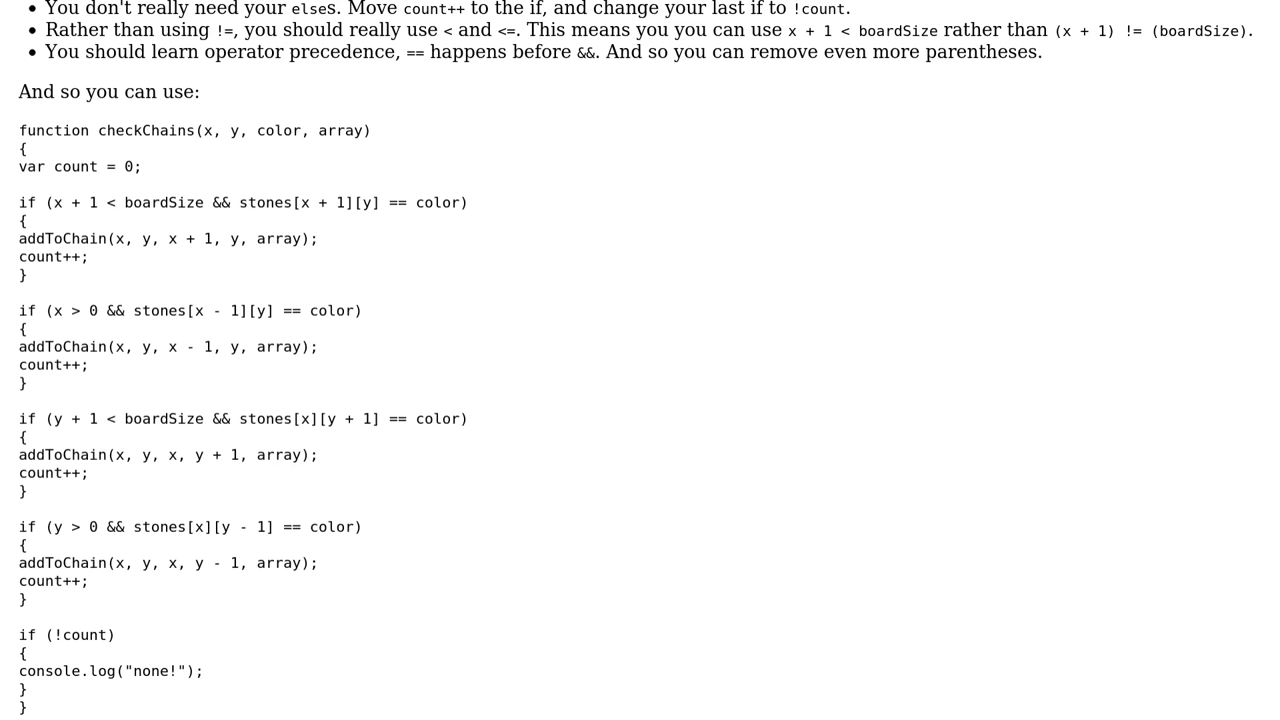 • You don't really need your elses. Move count++ to the if, and change your last if to !count.
• Rather than using !=, you should really use < and <=. This means you you can use x + 1 < boardSize rather than (x + 1) != (boardSize).
• You should learn operator precedence, == happens before &&. And so you can remove even more parentheses.
And so you can use:
function checkChains(x, y, color, array)
{
var count = 0;
if (x + 1 < boardSize && stones[x + 1][y] == color)
{
addToChain(x, y, x + 1, y, array);
count++;
}
if (x > 0 && stones[x - 1][y] == color)
{
addToChain(x, y, x - 1, y, array);
count++;
}
if (y + 1 < boardSize && stones[x][y + 1] == color)
{
addToChain(x, y, x, y + 1, array);
count++;
}
if (y > 0 && stones[x][y - 1] == color)
{
addToChain(x, y, x, y - 1, array);
count++;
}
if (!count)
{
console.log("none!");
}
}